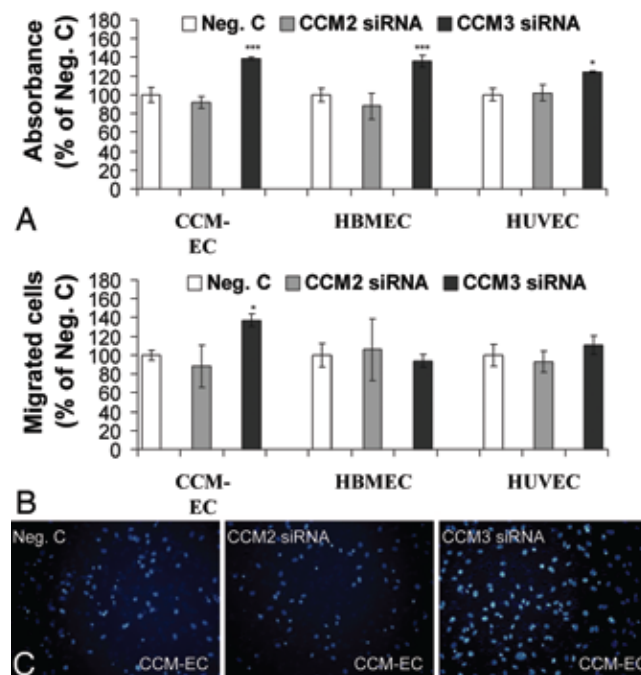 Neg. C CCM2 siRNA CCM3 siRNA
Absorbance
(% of Neg. C)
180
160
140
120
100
80
60
40
20
0
***
***
*
CCM-
EC
HBMEC
HUVEC
A
Neg. C CCM2 siRNA CCM3 siRNA
Migrated cells
(% of Neg. C)
180
160
140
120
100
80
60
40
20
0
*
CCM-
EC
HBMEC
HUVEC
B
Neg. C
CCM2 siRNA
CCM3 siRNA
C
CCM-EC
CCM-EC
CCM-EC